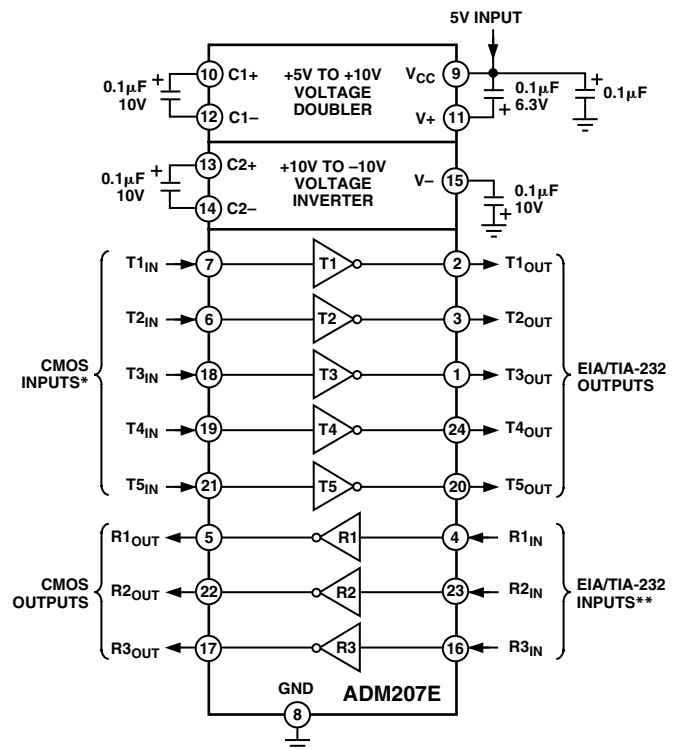 5V INPUT
0.1μF
10V
+
10
C1+
12
C1–
+5V TO +10V
VOLTAGE
DOUBLER
VCC
9
V+
11
0.1μF
6.3V
+
+
0.1μF
0.1μF
10V
+
13
C2+
14
C2–
+10V TO –10V
VOLTAGE
INVERTER
V–
15
0.1μF
10V
+
CMOS
INPUTS*
T1IN
7
T1
2
T1OUT
T2IN
6
T2
3
T2OUT
T3IN
18
T3
1
T3OUT
T4IN
19
T4
24
T4OUT
T5IN
21
T5
20
T5OUT
EIA/TIA-232
OUTPUTS
CMOS
OUTPUTS
R1OUT
5
R1
4
R1IN
R2OUT
22
R2
23
R2IN
R3OUT
17
R3
16
R3IN
EIA/TIA-232
INPUTS**
GND
8
ADM207E